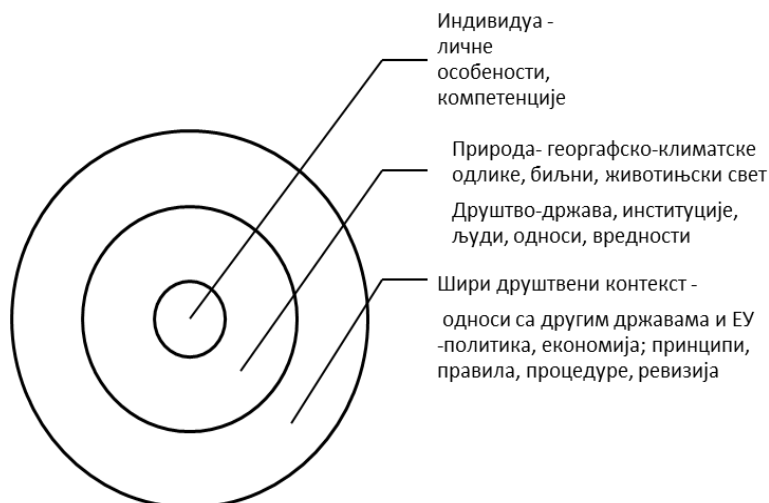 Индивидуа -
личне
особености,
компетенције
Природа- георгафско-климатске
одлике, биљни, животињски свет
Друштво-држава, институције,
људи, односи, вредности
Шири друштвени контекст -
односи са другим државама и ЕУ
-политика, економија; принципи,
правила, процедуре, ревизија